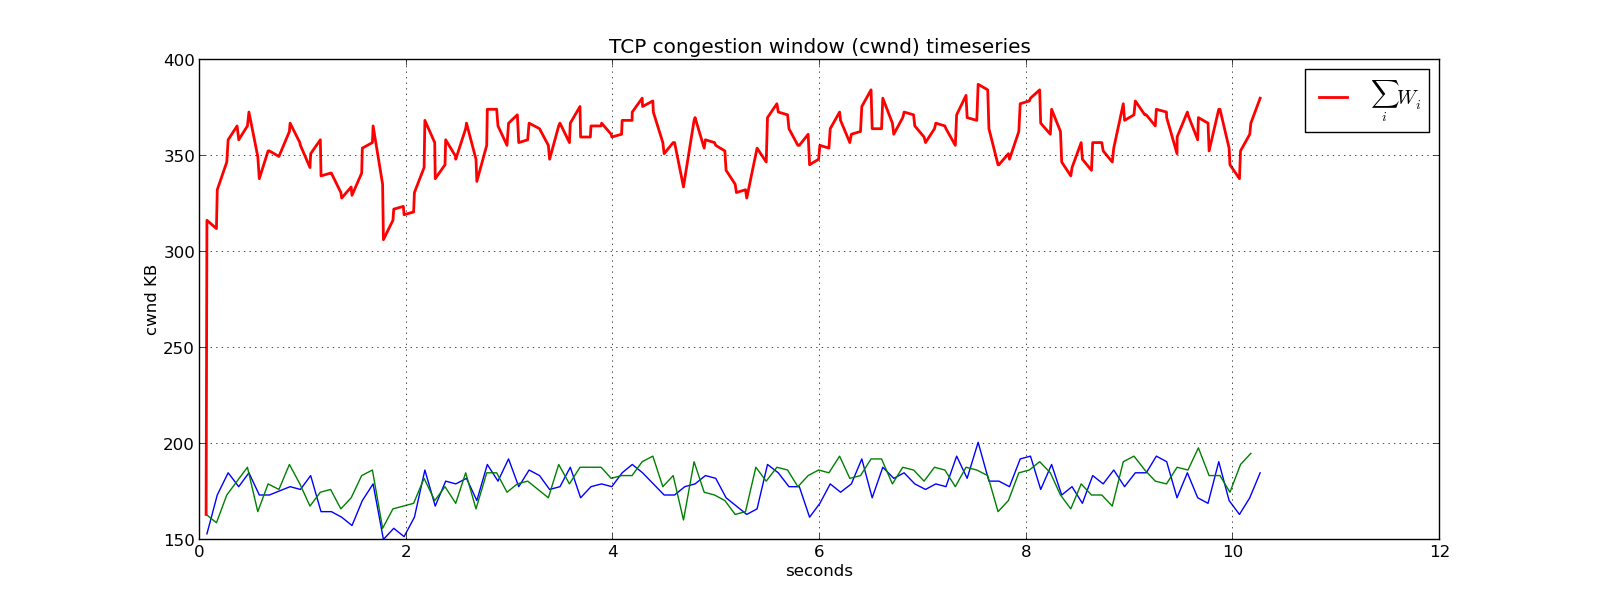 TCP congestion window (cwnd) timeseries
400
350
300
250
200
150
cwnd KB
0 2 4 6 8 10 12
seconds
∑W_i
i